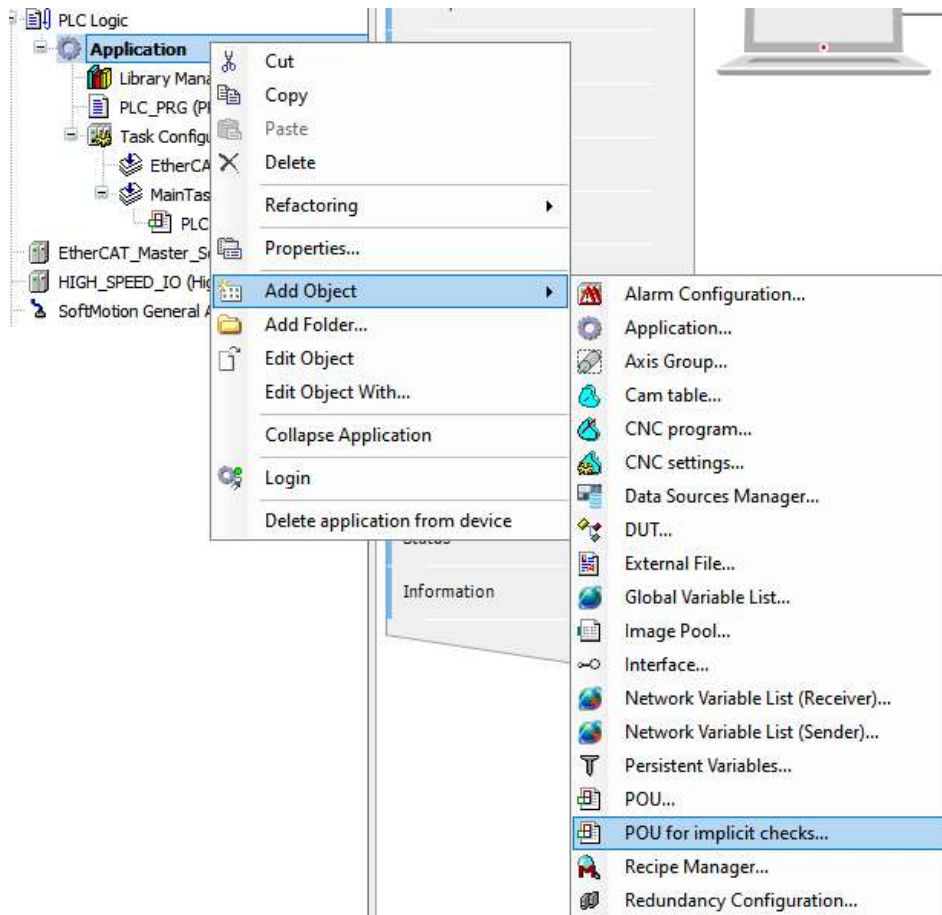 PLC Logic
Application
Library Mana
PLC_PRG (P
Task Configu
EtherCA
MainTas
PLC
EtherCAT_Master_S
HIGH_SPEED_IO (Hig
SoftMotion General A
Cut
Copy
Paste
Delete
Refactoring
Properties...
Add Object
Add Folder...
Edit Object
Edit Object With...
Collapse Application
Login
Delete application from device
Information
Alarm Configuration...
Application...
Axis Group...
Cam table...
CNC program...
CNC settings...
Data Sources Manager...
DUT...
External File...
Global Variable List...
Image Pool...
Interface...
Network Variable List (Receiver)...
Network Variable List (Sender)...
Persistent Variables...
POU...
POU for implicit checks...
Recipe Manager...
Redundancy Configuration...